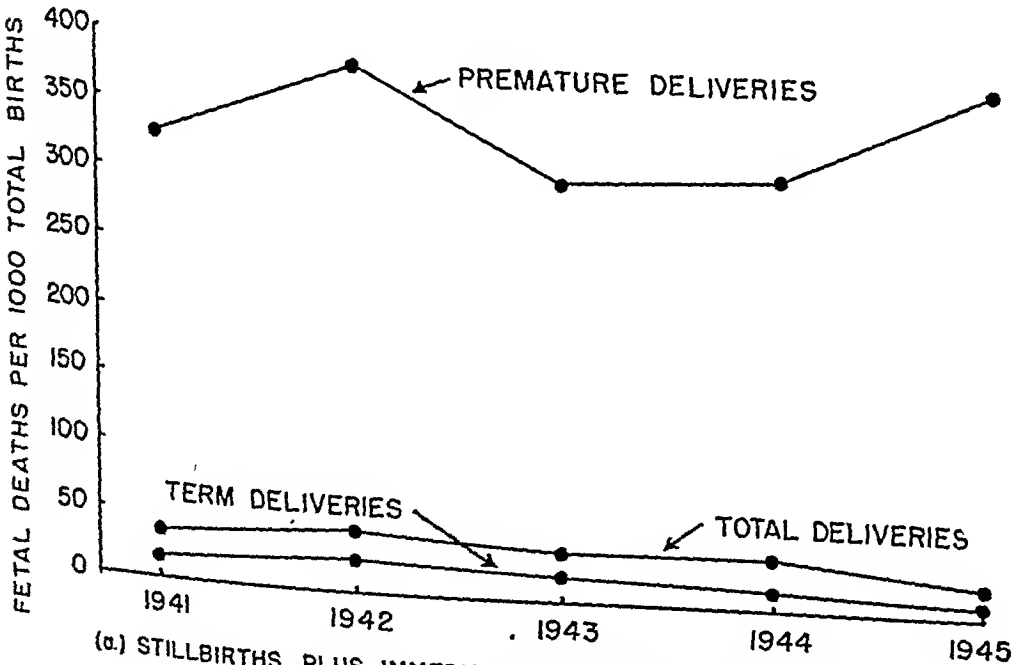 FETAL DEATHS PER 1000 TOTAL BIRTHS
400
350
300
250
200
150
100
50
0
PREMATURE DELIVERIES
TERM DELIVERIES
TOTAL DELIVERIES
1941
1942
1943
1944
1945
(a.) STILLBIRTHS PLUS